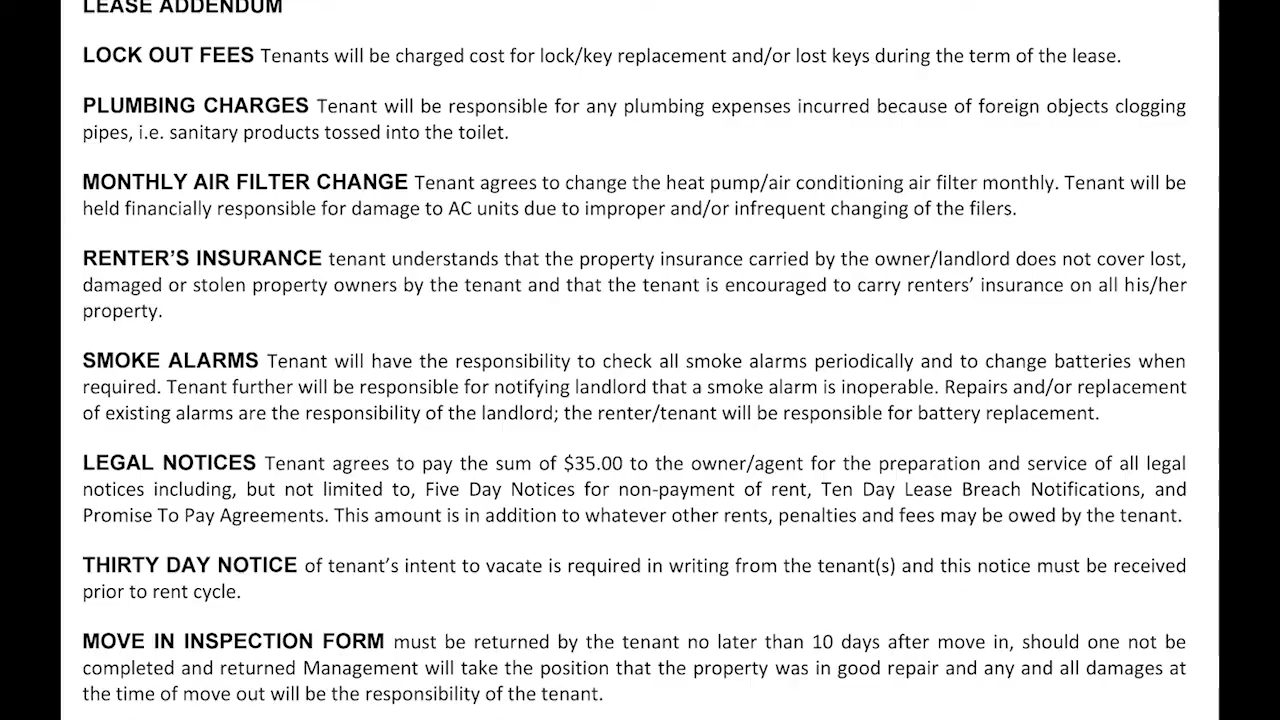 LEASE ADDENDUM
LOCK OUT FEES Tenants will be charged cost for lock/key replacement and/or lost keys during the term of the lease.
PLUMBING CHARGES Tenant will be responsible for any plumbing expenses incurred because of foreign objects clogging
pipes, i.e. sanitary products tossed into the toilet.
MONTHLY AIR FILTER CHANGE Tenant agrees to change the heat pump/air conditioning air filter monthly. Tenant will be
held financially responsible for damage to AC units due to improper and/or infrequent changing of the filers.
RENTER’S INSURANCE tenant understands that the property insurance carried by the owner/landlord does not cover lost,
damaged or stolen property owners by the tenant and that the tenant is encouraged to carry renters’ insurance on all his/her
property.
SMOKE ALARMS Tenant will have the responsibility to check all smoke alarms periodically and to change batteries when
required. Tenant further will be responsible for notifying landlord that a smoke alarm is inoperable. Repairs and/or replacement
of existing alarms are the responsibility of the landlord; the renter/tenant will be responsible for battery replacement.
LEGAL NOTICES Tenant agrees to pay the sum of $35.00 to the owner/agent for the preparation and service of all legal
notices including, but not limited to, Five Day Notices for non-payment of rent, Ten Day Lease Breach Notifications, and
Promise To Pay Agreements. This amount is in addition to whatever other rents, penalties and fees may be owed by the tenant.
THIRTY DAY NOTICE of tenant’s intent to vacate is required in writing from the tenant(s) and this notice must be received
prior to rent cycle.
MOVE IN INSPECTION FORM must be returned by the tenant no later than 10 days after move in, should one not be
completed and returned Management will take the position that the property was in good repair and any and all damages at
the time of move out will be the responsibility of the tenant.